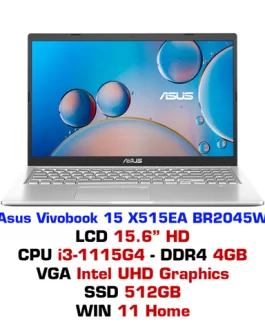 ASUS
ASUS
Asus Vivobook 15 X515EA BR2045W
LCD 15.6” HD
CPU i3-1115G4 - DDR4 4GB
VGA Intel UHD Graphics
SSD 512GB
WIN 11 Home